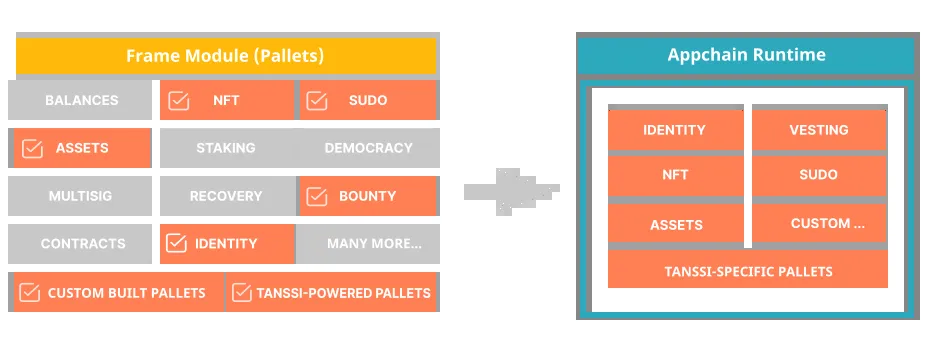 Frame Module (Pallets)
BALANCES
NFT
SUDO
ASSETS
STAKING
DEMOCRACY
MULTISIG
RECOVERY
BOUNTY
CONTRACTS
IDENTITY
MANY MORE...
CUSTOM BUILT PALLETS
TANSSI-POWERED PALLETS
Appchain Runtime
IDENTITY
VESTING
NFT
SUDO
ASSETS
CUSTOM ...
TANSSI-SPECIFIC PALLETS